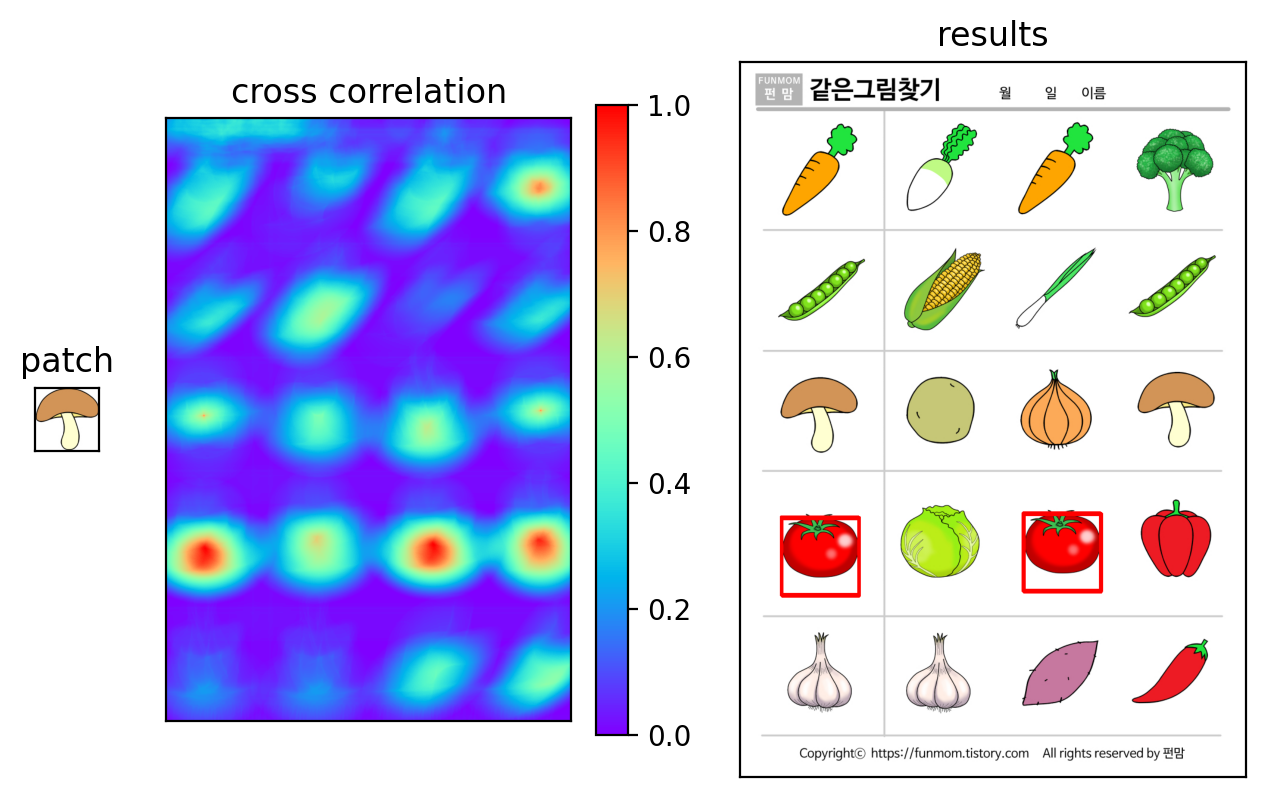 results
FUNMOM
펀 맘
같은그림찾기
월 일 이름
cross correlation
1.0
0.8
0.6
0.4
0.2
0.0
patch
Copyright© https://funmom.tistory.com All rights reserved by 펀맘